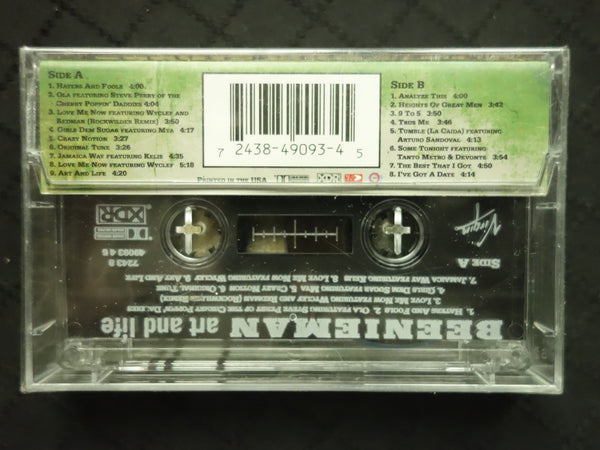 Side A
1. Haters And Fools 4:00
2. Ola featuring Steve Perry of the
Cherry Poppin' Daddies 4:04
3. Love Me Now featuring Wyclef and
Redman (Rockwilder Remix) 3:50
4. Girls Dem Sugar featuring Mya 4:17
5. Crazy Notion 3:27
6. Original Tune 3:26
7. Jamaica Way featuring Kelis 4:35
8. Love Me Now featuring Wyclef 5:18
9. Art And Life 4:20
7 2438-49093-4 5
Printed in the USA
XDR
Side B
1. Analyze This 4:00
2. Heights Of Great Men 3:42
3. 9 To 5 3:50
4. Thug Me 3:46
5. Tumble (La Caida) featuring
Arturo Sandoval 4:13
6. Some Tonight featuring
Tanto Metro & Devonte 3:54
7. The Best That I Got 4:50
8. I've Got A Date 4:14
BEENIEMAN art and life
1. Haters And Fools 2. Ola featuring Steve Perry of the Cherry Poppin' Daddies
3. Love Me Now featuring Wyclef and Redman (Rockwilder Remix)
4. Girls Dem Sugar featuring Mya 5. Crazy Notion 6. Original Tune
7. Jamaica Way featuring Kelis 8. Love Me Now featuring Wyclef 9. Art And Life
Side A
7243 8
49093 4 5
XDR
Virgin